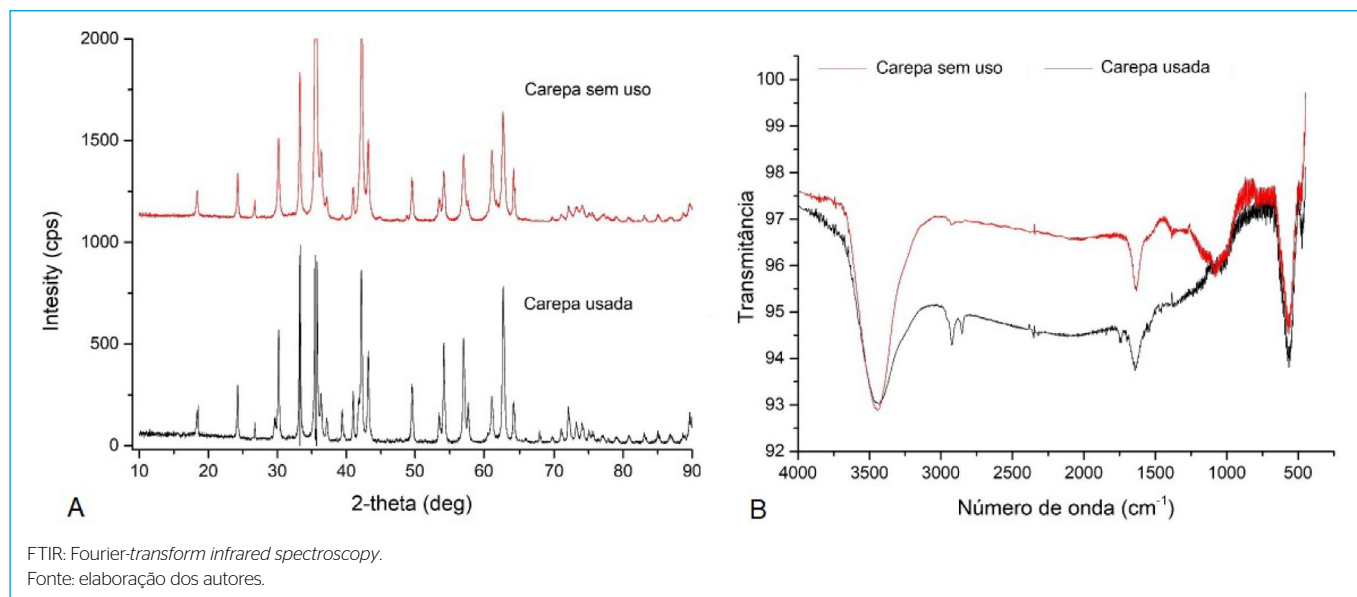 2000
1500
1000
500
0
Intesity (cps)
Carepa sem uso
Carepa usada
10 20 30 40 50 60 70 80 90
2-theta (deg)
A
Carepa sem uso Carepa usada
100
99
98
97
96
95
94
93
92
Transmitância
4000 3500 3000 2500 2000 1500 1000 500
Número de onda (cm⁻¹)
B
FTIR: Fourier-transform infrared spectroscopy.
Fonte: elaboração dos autores.